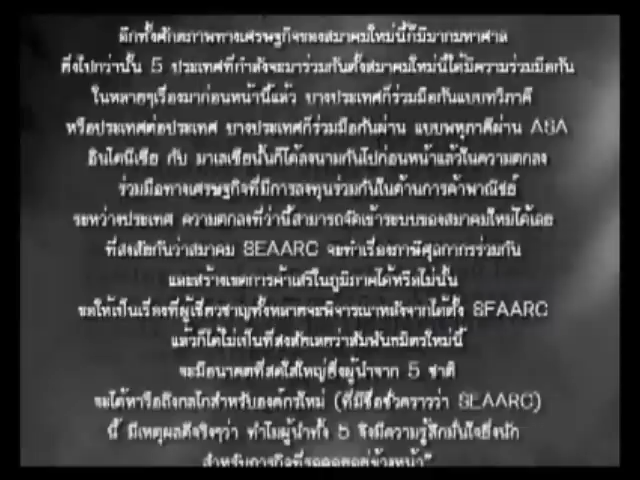 อีกทั้งศักดภาพทางเศรษฐกิจของสมาคมใหม่นี้ก็มีมากมหาศาล
ยิ่งไปกว่านั้น 5 ประเทศที่กำลังจะมาร่วมกันตั้งสมาคมใหม่นี้ได้มีความร่วมมือกัน
ในหลายๆเรื่องมาก่อนหน้านี้แล้ว บางประเทศก็ร่วมมือกันแบบทวิภาคี
หรือประเทศต่อประเทศ บางประเทศก็ร่วมมือกันผ่าน แบบพหุภาคีผ่าน ASA
อินโดนีเซีย กับ มาเลเซียนั้นก็ได้ลงนามกันไปก่อนหน้าแล้วในความตกลง
ร่วมมือทางเศรษฐกิจที่มีการลงทุนร่วมกันในด้านการค้าพาณิชย์
ระหว่างประเทศ ความตกลงที่ว่านี้สามารถจัดเข้าระบบของสมาคมใหม่ได้เลย
ที่สงสัยกันว่าสมาคม SEAARC จะทำเรื่องภาษีศุลกากรร่วมกัน
และสร้างเขตการค้าเสรีในภูมิภาคได้หรือไม่นั้น
ขอให้เป็นเรื่องที่ผู้เชี่ยวชาญทั้งหลายจะพิจารณาหลังจากได้ตั้ง SEAARC
แล้วก็ได้ไม่เป็นที่สงสัยเลยว่าสัมพันธมิตรใหม่นี้
จะมีอนาคตที่สดใสใหญ่ยิ่งผู้นำจาก 5 ชาติ
จะได้หารือถึงกลไกสำหรับองค์กรใหม่ (ที่มีชื่อชั่วคราวว่า SEAARC)
นี้ มีเหตุผลดีจริงๆว่า ทำไมผู้นำทั้ง 5 จึงมีความรู้สึกมั่นใจยิ่งนัก
สำหรับภารกิจที่รอคอยอยู่ข้างหน้า"